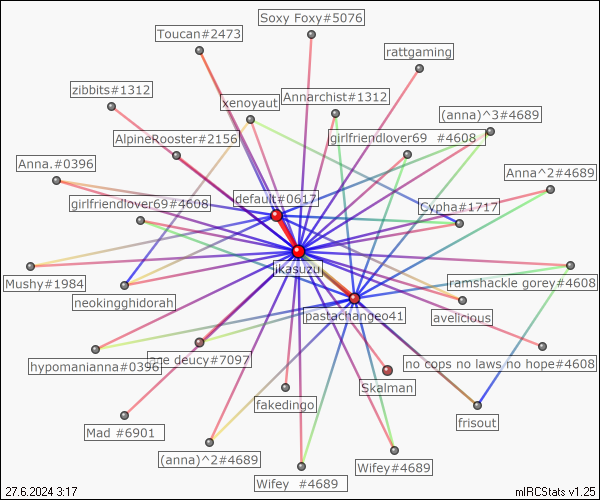 Soxy Foxy#5076
Toucan#2473
rattgaming
zibbits#1312
xenoyaut
Annarchist#1312
(anna)^3#4689
AlpineRooster#2156
girlfriendlover69 #4608
Anna.#0396
Anna^2#4689
default#0617
girlfriendlover69#4608
Cypha#1717
likasuzu
Mushy#1984
ramshackle gorey#4608
neokingghidorah
avelicious
pastachangeo41
hypomanianna#0396
deucy#7097
no cops no laws no hope#4608
Skalman
fakedingo
frisout
Mad #6901
(anna)^2#4689
Wifey#4689
Wifey #4689
27.6.2024 3:17
mIRCStats v1.25